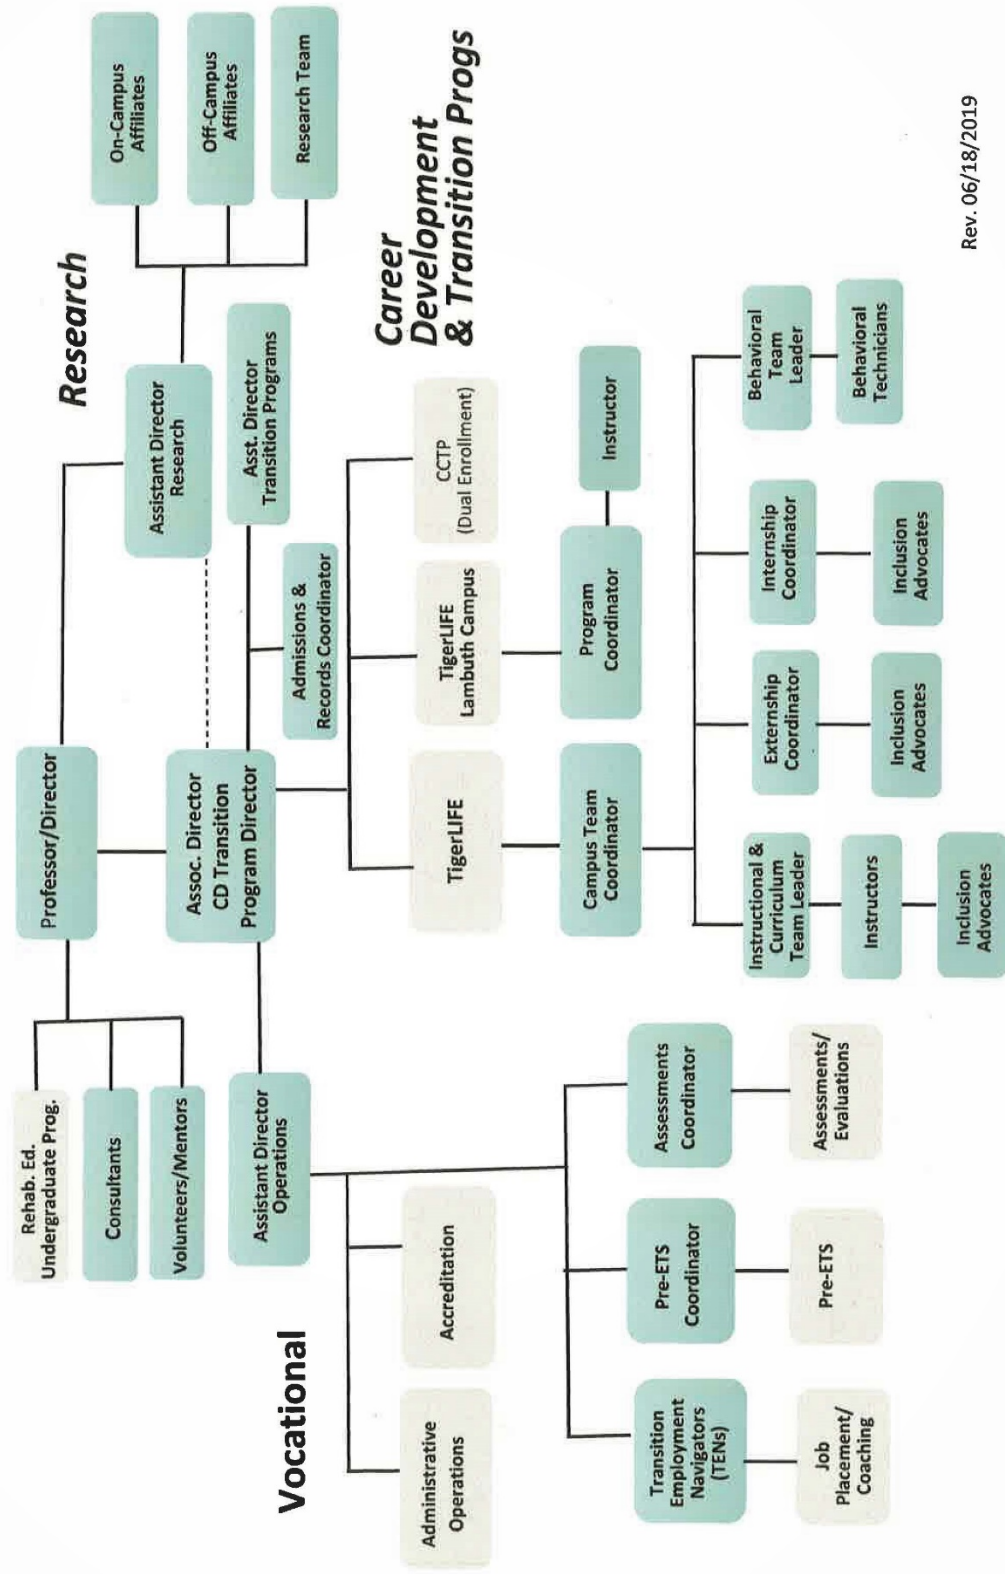 Research
Vocational
Career
Development
& Transition Progs
Rehab. Ed.
Undergraduate Prog.
Consultants
Volunteers/Mentors
Professor/Director
Assoc. Director
CD Transition
Program Director
Assistant Director
Operations
Assistant Director
Research
On-Campus
Affiliates
Off-Campus
Affiliates
Research Team
Asst. Director
Transition Programs
Admissions &
Records Coordinator
Administrative
Operations
Accreditation
TigerLIFE
TigerLIFE
Lambuth Campus
CCTP
(Dual Enrollment)
Campus Team
Coordinator
Program
Coordinator
Instructor
Transition
Employment
Navigators
(TENs)
Pre-ETS
Coordinator
Assessments
Coordinator
Job
Placement/
Coaching
Pre-ETS
Assessments/
Evaluations
Instructional &
Curriculum
Team Leader
Externship
Coordinator
Internship
Coordinator
Behavioral
Team
Leader
Instructors
Inclusion
Advocates
Inclusion
Advocates
Behavioral
Technicians
Inclusion
Advocates
Rev. 06/18/2019